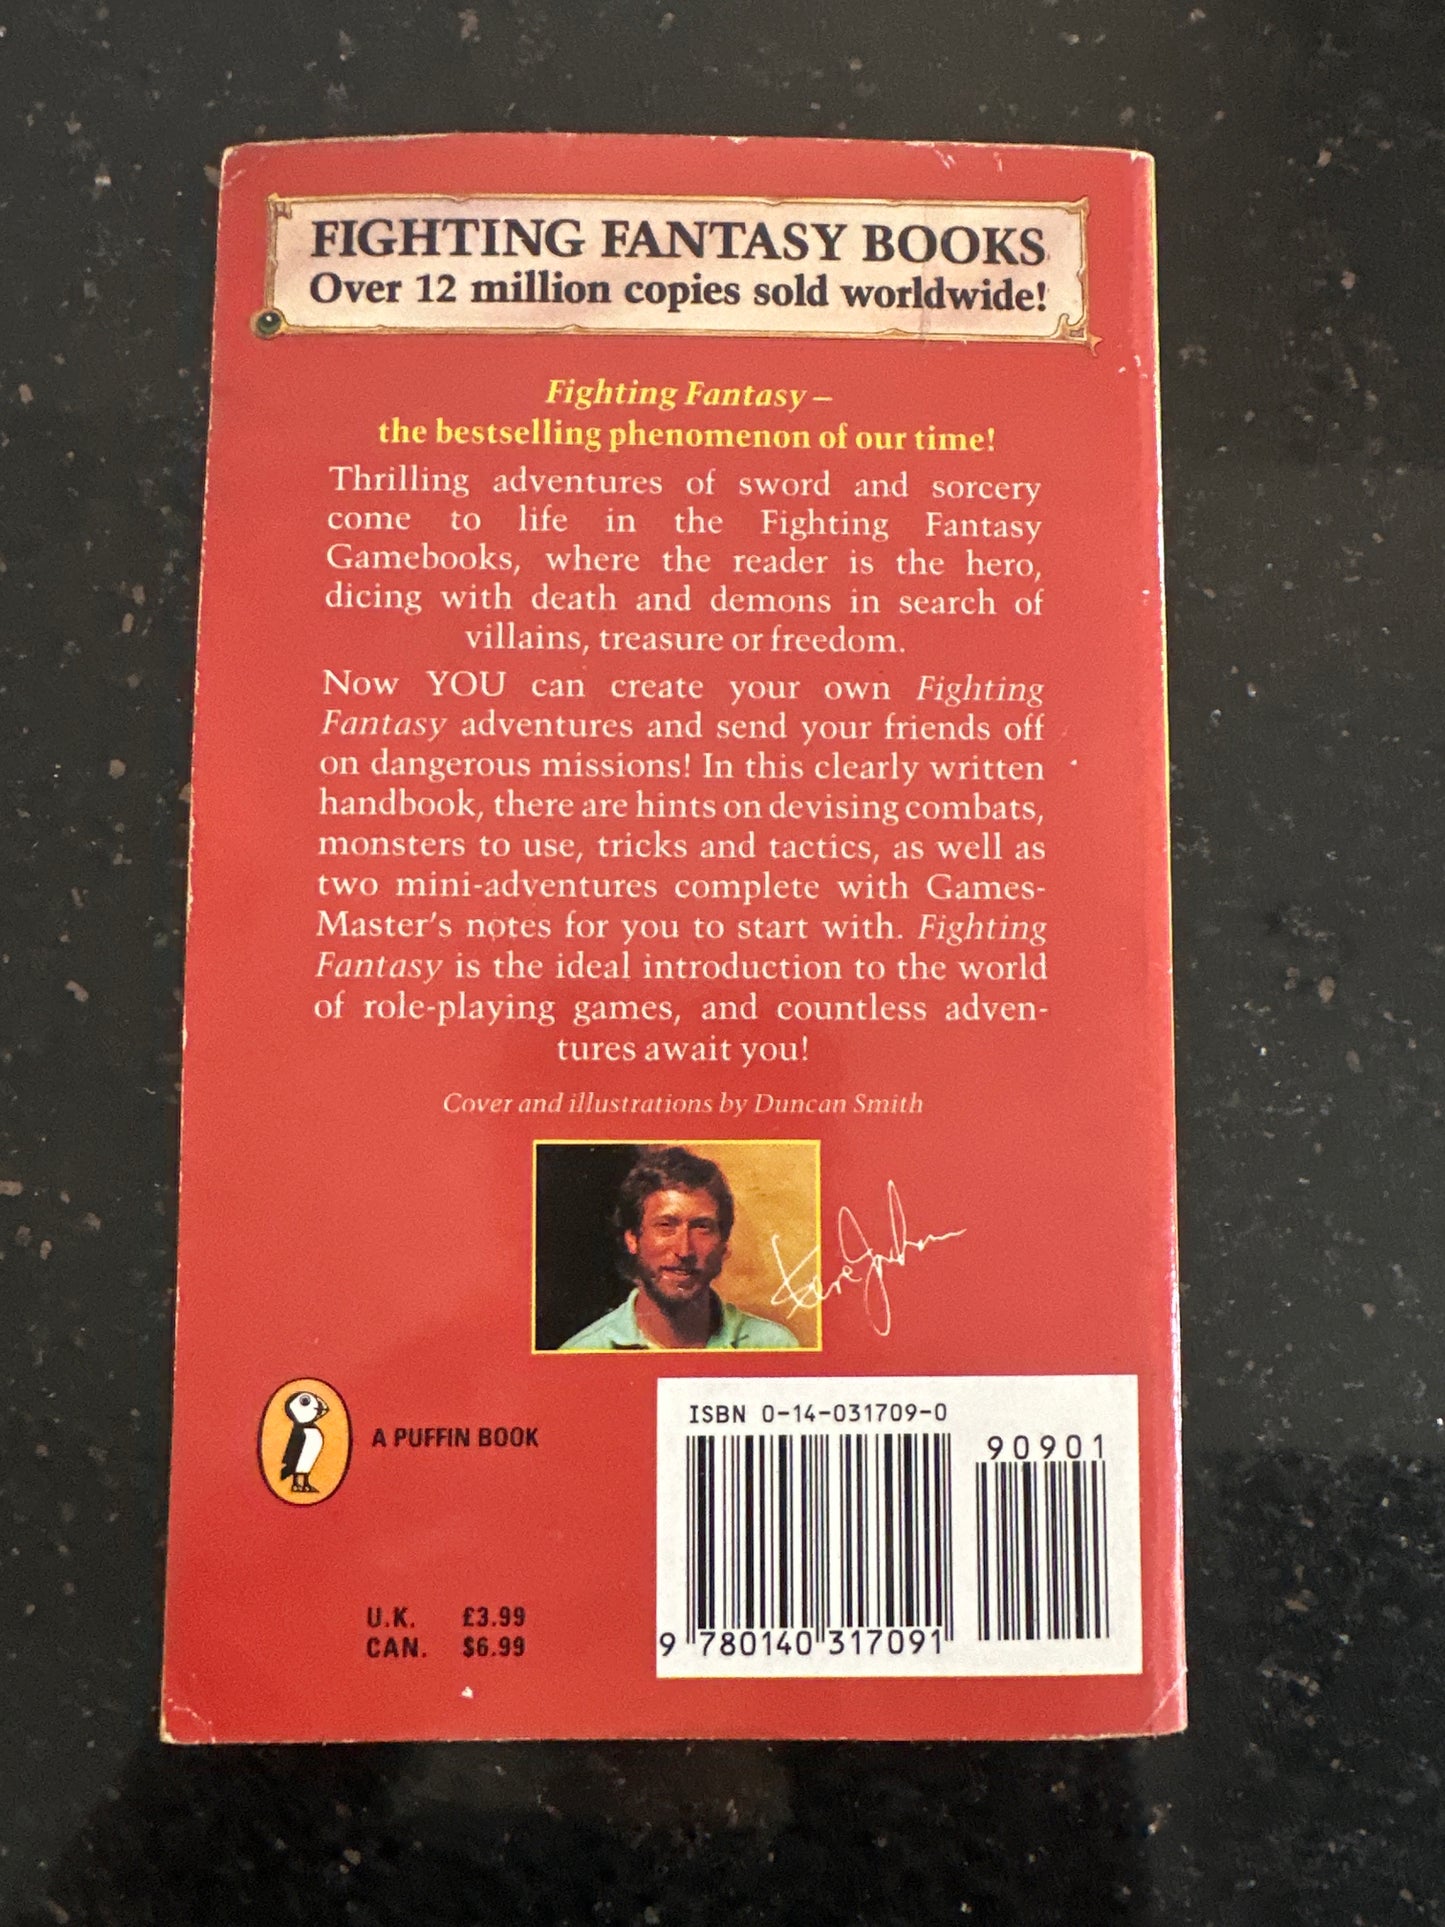 FIGHTING FANTASY BOOKS
Over 12 million copies sold worldwide!
Fighting Fantasy –
the bestselling phenomenon of our time!
Thrilling adventures of sword and sorcery
come to life in the Fighting Fantasy
Gamebooks, where the reader is the hero,
dicing with death and demons in search of
villains, treasure or freedom.
Now YOU can create your own Fighting
Fantasy adventures and send your friends off
on dangerous missions! In this clearly written
handbook, there are hints on devising combats,
monsters to use, tricks and tactics, as well as
two mini-adventures complete with Games-
Master's notes for you to start with. Fighting
Fantasy is the ideal introduction to the world
of role-playing games, and countless adven-
tures await you!
Cover and illustrations by Duncan Smith
A PUFFIN BOOK
U.K. £3.99
CAN. $6.99
ISBN 0-14-031709-0
90901
9 780140 317091